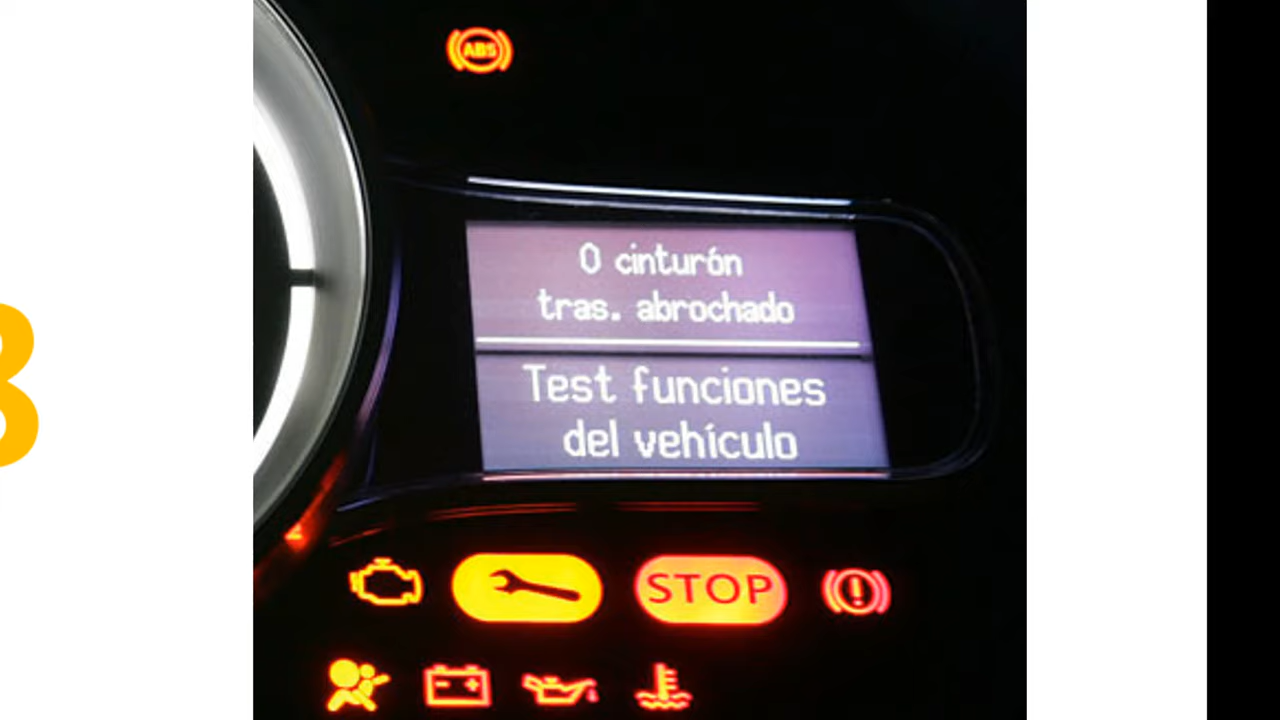 ABS
0 cinturón
tras. abrochado
Test funciones
del vehículo
STOP